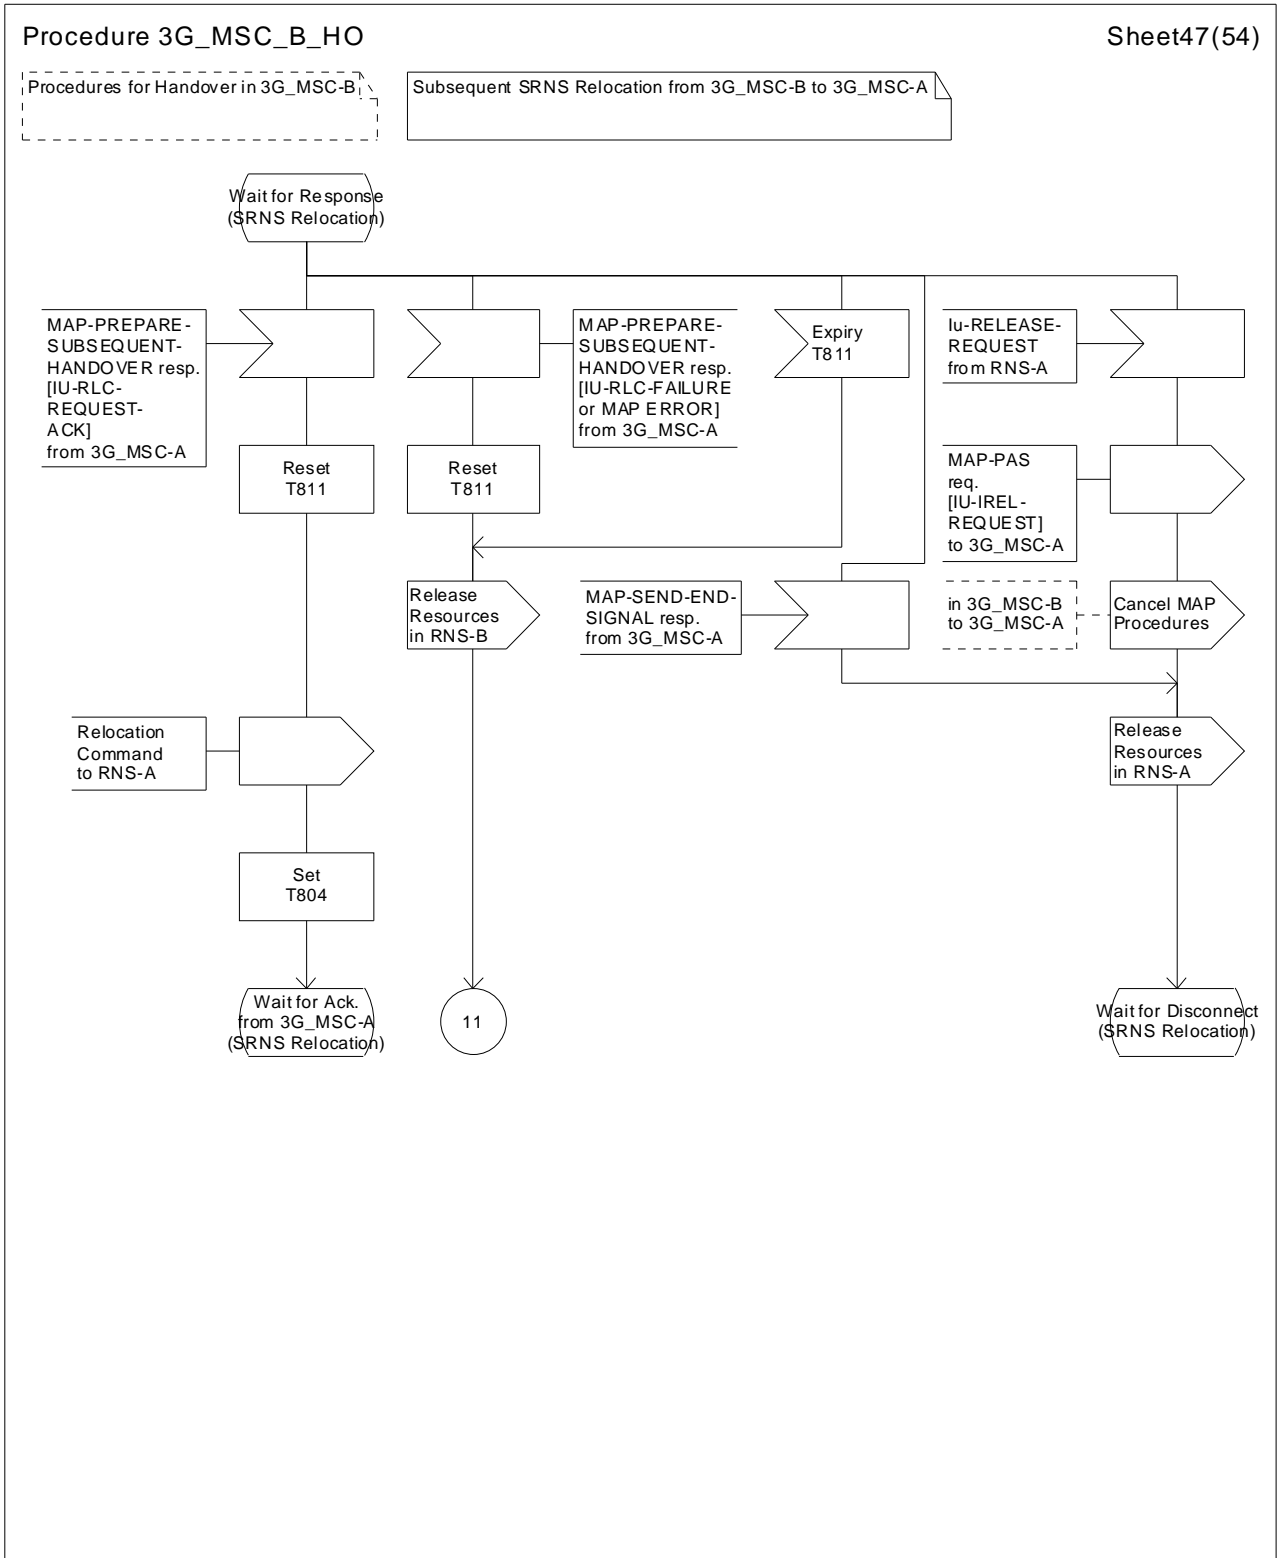 Procedure 3G_MSC_B_HO
Sheet47(54)
Procedures for Handover in 3G_MSC-B
Subsequent SRNS Relocation from 3G_MSC-B to 3G_MSC-A
Wait for Response
(SRNS Relocation)
MAP-PREPARE-
SUBSEQUENT-
HANDOVER resp.
[IU-RLC-
REQUEST-
ACK]
from 3G_MSC-A
MAP-PREPARE-
SUBSEQUENT-
HANDOVER resp.
[IU-RLC-FAILURE
or MAP ERROR]
from 3G_MSC-A
Expiry
T811
Iu-RELEASE-
REQUEST
from RNS-A
Reset
T811
Reset
T811
MAP-PAS
req.
[IU-IREL-
REQUEST]
to 3G_MSC-A
Release
Resources
in RNS-B
MAP-SEND-END-
SIGNAL resp.
from 3G_MSC-A
in 3G_MSC-B
to 3G_MSC-A
Cancel MAP
Procedures
Relocation
Command
to RNS-A
Release
Resources
in RNS-A
Set
T804
Wait for Ack.
from 3G_MSC-A
(SRNS Relocation)
11
Wait for Disconnect
(SRNS Relocation)